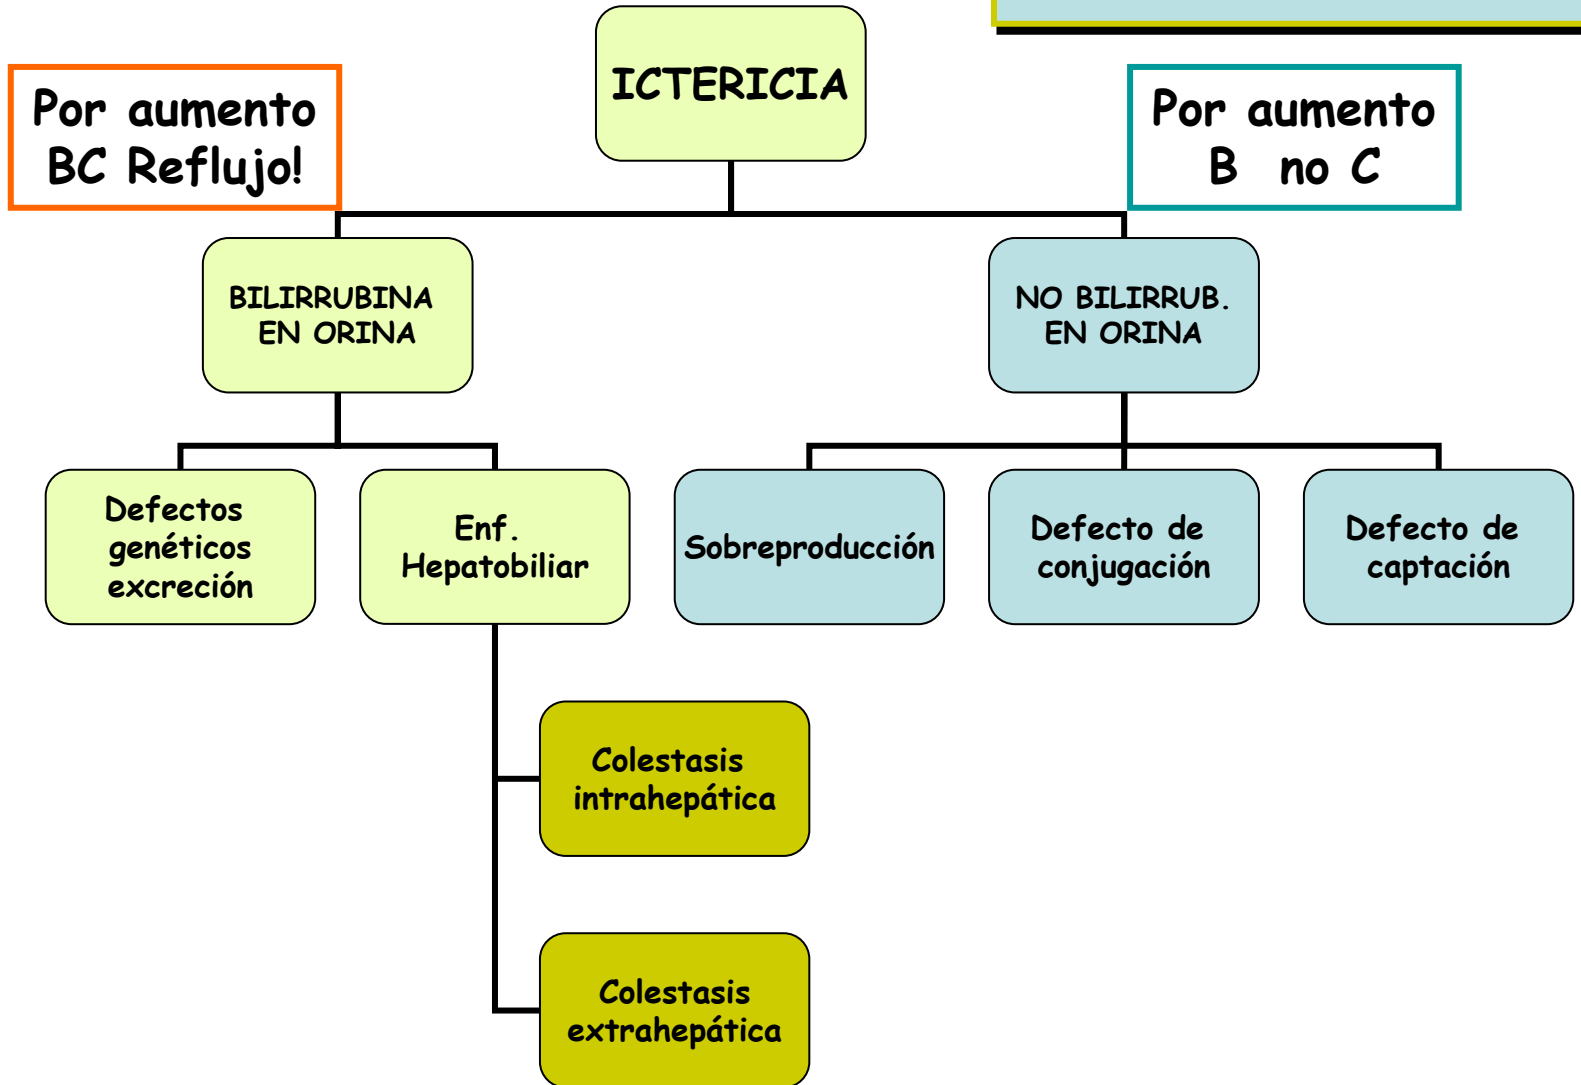 ICTERICIA
Por aumento
BC Reflujo!
Por aumento
B no C
BILIRRUBINA
EN ORINA
NO BILIRRUB.
EN ORINA
Defectos
genéticos
excreción
Enf.
Hepatobiliar
Sobreproducción
Defecto de
conjugación
Defecto de
captación
Colestasis
intrahepática
Colestasis
extrahepática